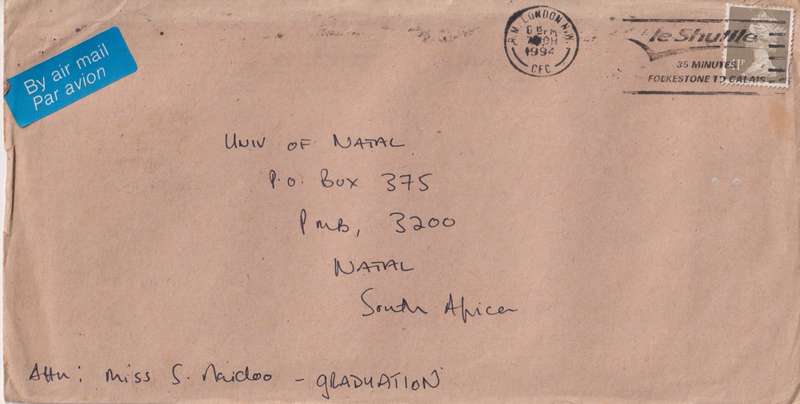 By air mail
Par avion
LONDON N.W.
1994
CFC
le Shuttle
35 MINUTES
FOLKESTONE TO CALAIS
UNIV OF NATAL
P.O. BOX 375
PMB, 3200
NATAL
South Africa
Attn: Miss S. Naidoo - GRADUATION